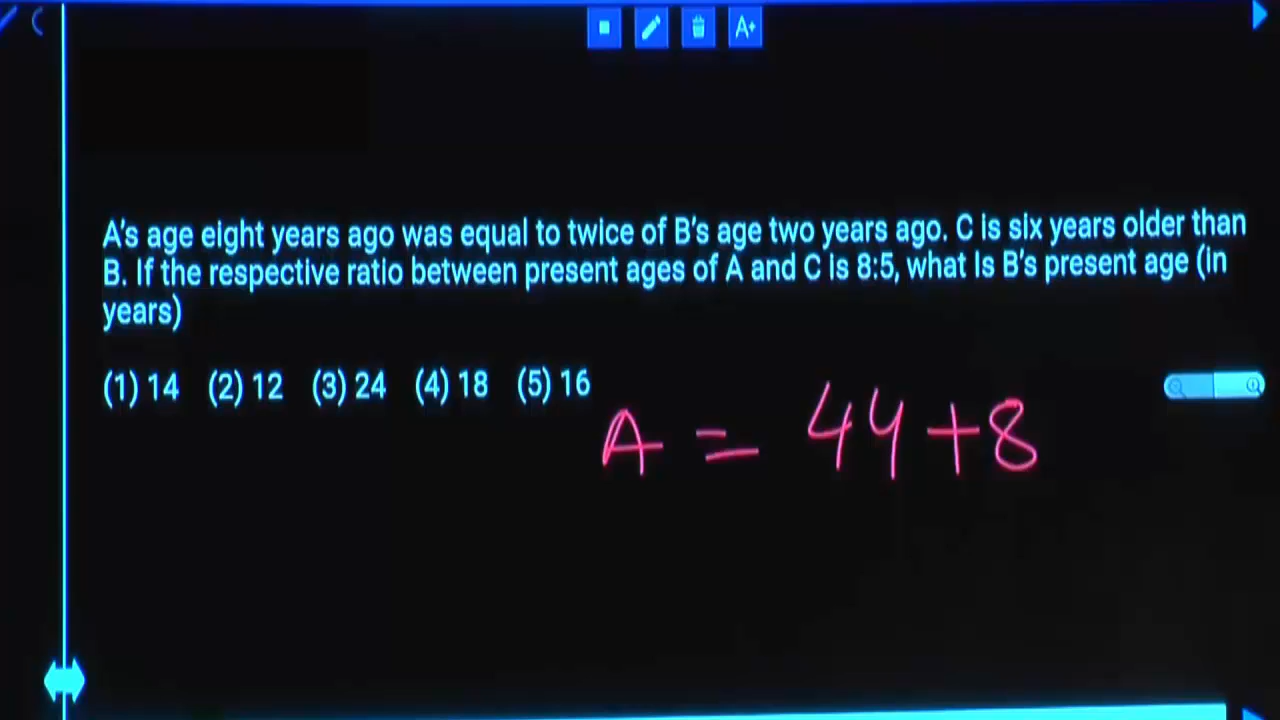 A+
A's age eight years ago was equal to twice of B's age two years ago. C is six years older than
B. If the respective ratio between present ages of A and C is 8:5, what is B's present age (in
years)
(1) 14 (2) 12 (3) 24 (4) 18 (5) 16
A = 44+8